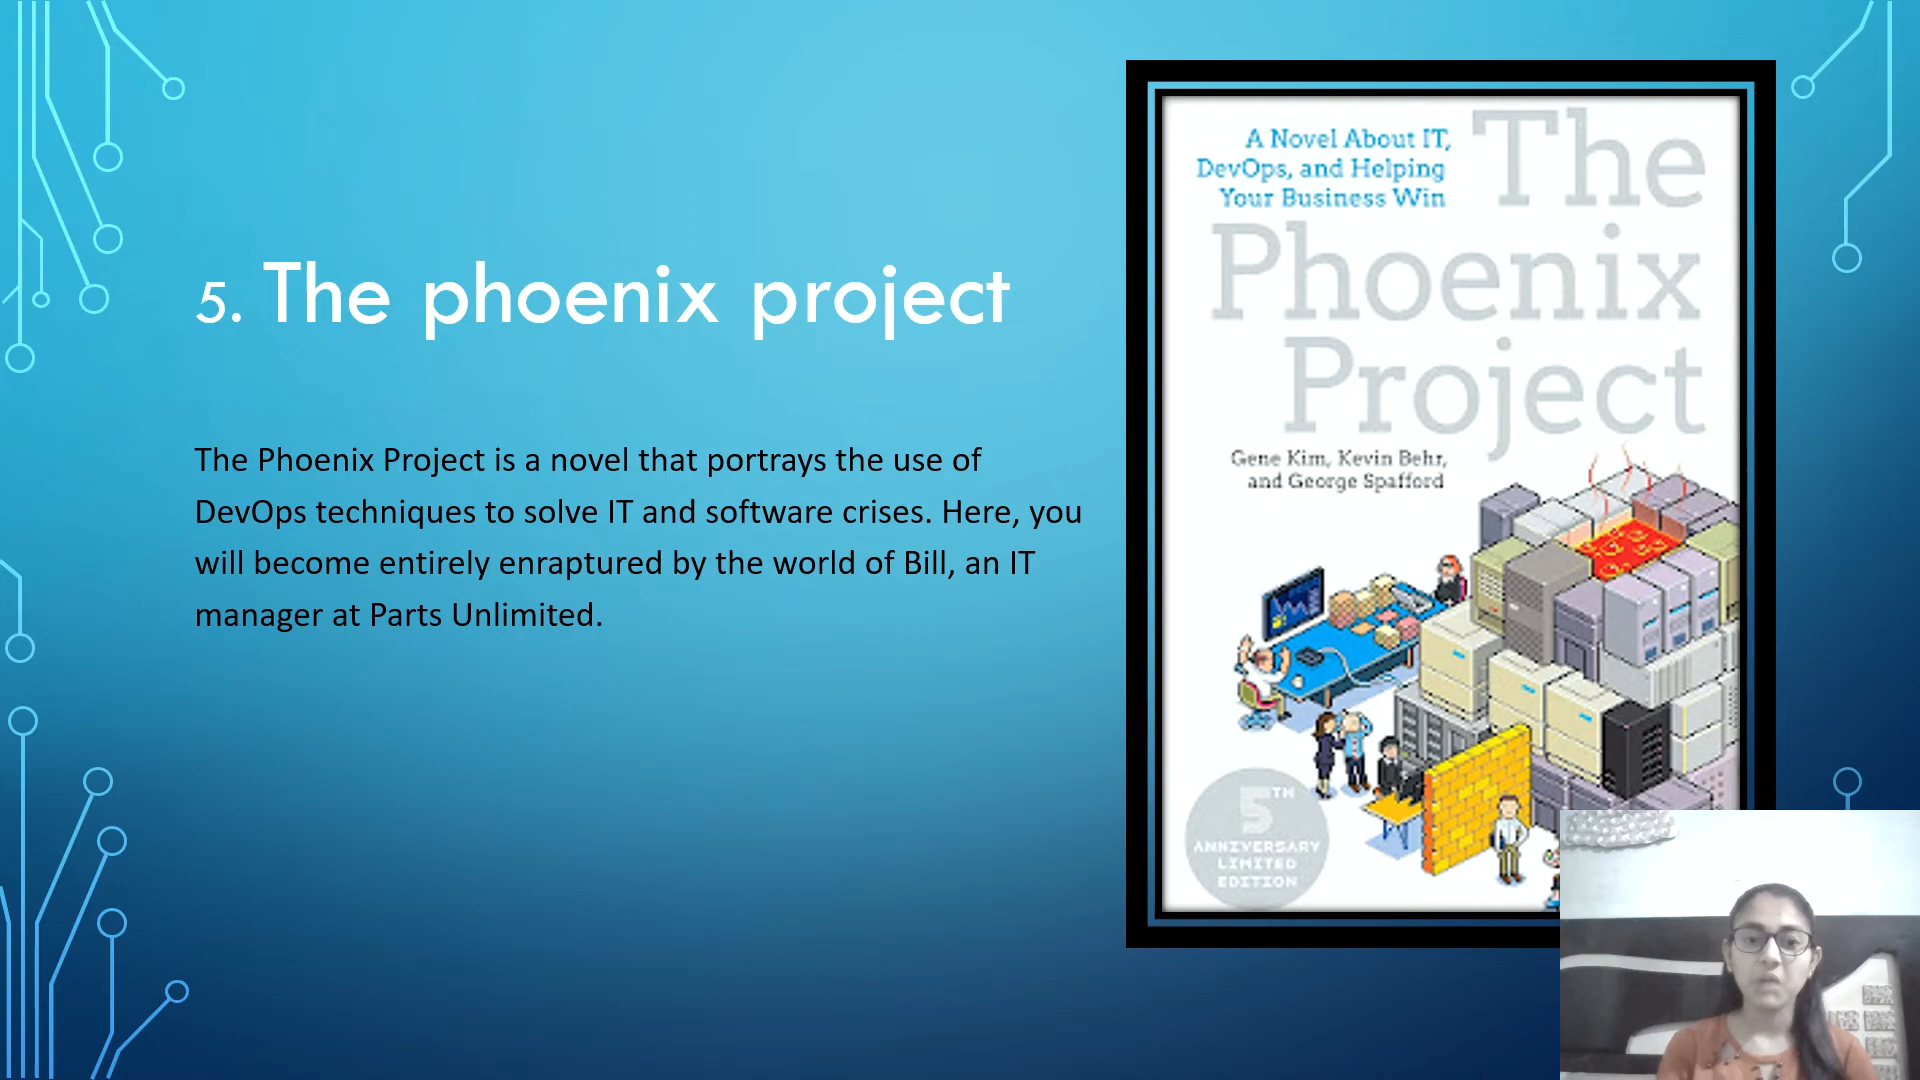 5. The phoenix project
The Phoenix Project is a novel that portrays the use of
DevOps techniques to solve IT and software crises. Here, you
will become entirely enraptured by the world of Bill, an IT
manager at Parts Unlimited.
A Novel About IT,
DevOps, and Helping
Your Business Win
The
Phoenix
Project
Gene Kim, Kevin Behr,
and George Spafford
5TH
ANNIVERSARY
LIMITED
EDITION